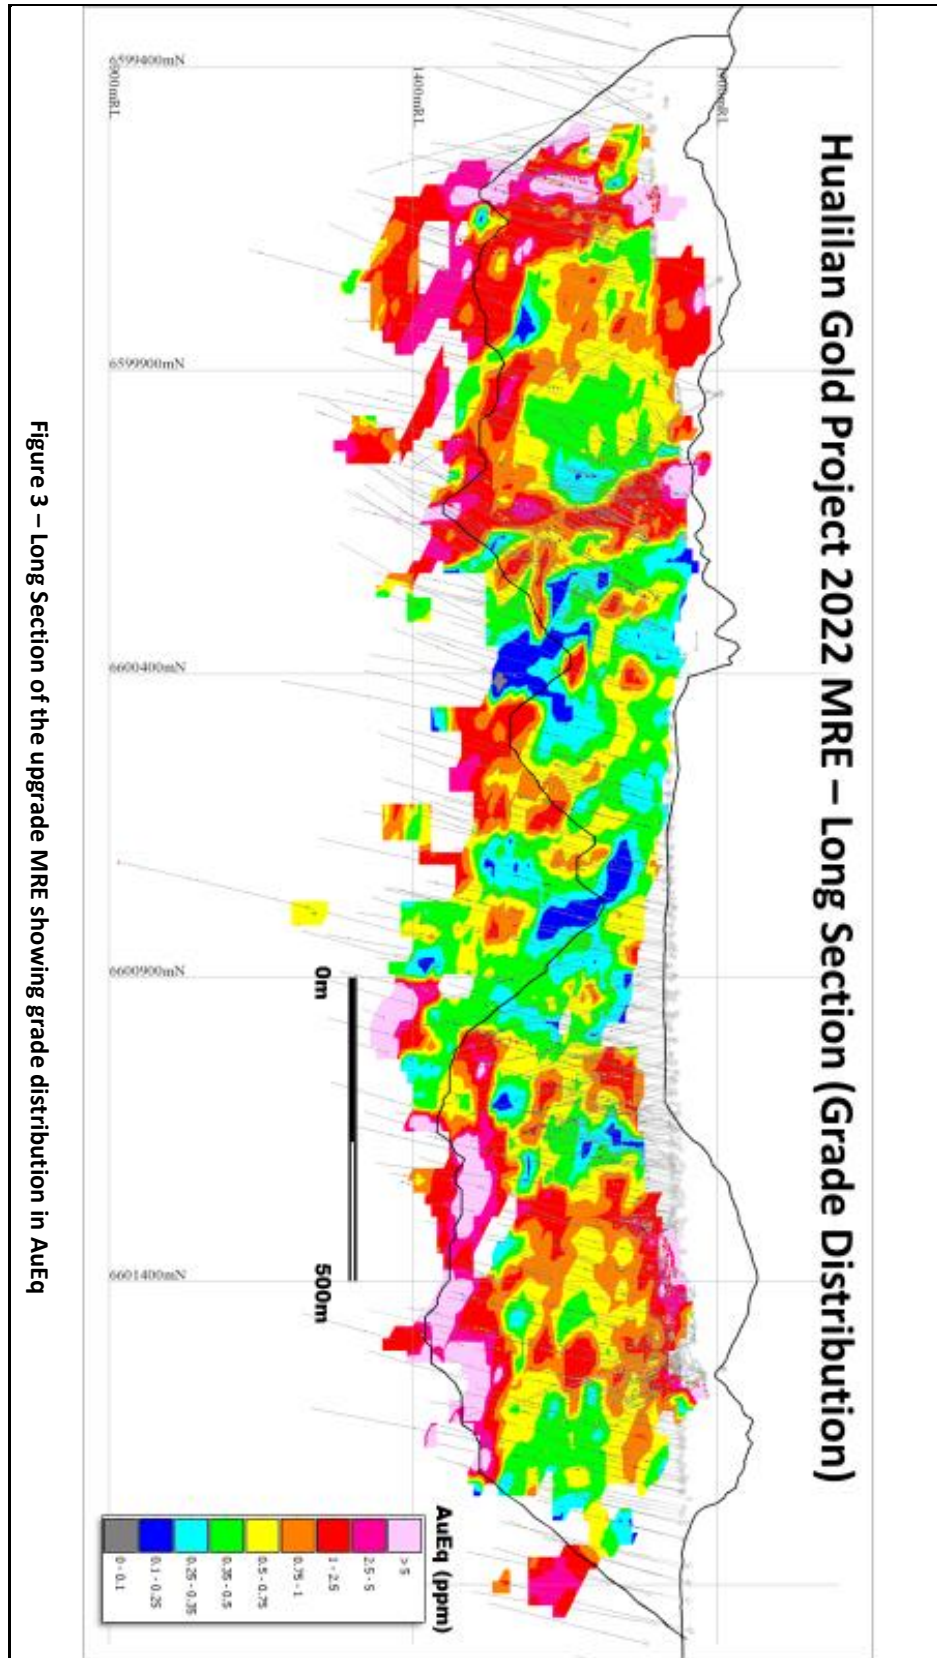 Hualilan Gold Project 2022 MRE – Long Section (Grade Distribution)
1400mRL
6599400mN
6599900mN
6600400mN
6600900mN
6601400mN
0m
500m
AuEq (ppm)
> 5
2.5 - 5
1 - 2.5
0.75 - 1
0.5 - 0.75
0.35 - 0.5
0.25 - 0.35
0.1 - 0.25
0 - 0.1
Figure 3 – Long Section of the upgrade MRE showing grade distribution in AuEq